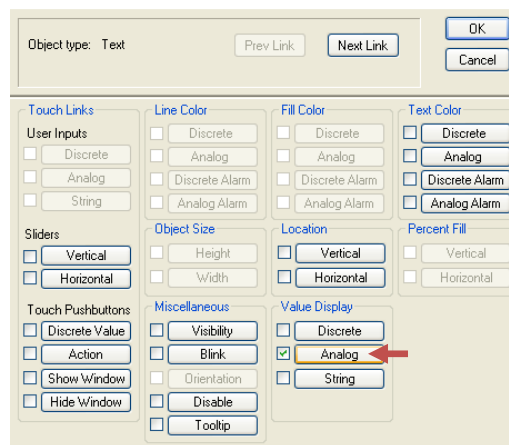 Object type: Text
Prev Link
Next Link
OK
Cancel
Touch Links
User Inputs
Discrete
Analog
String
Sliders
Vertical
Horizontal
Touch Pushbuttons
Discrete Value
Action
Show Window
Hide Window
Line Color
Discrete
Analog
Discrete Alarm
Analog Alarm
Object Size
Height
Width
Miscellaneous
Visibility
Blink
Orientation
Disable
Tooltip
Fill Color
Discrete
Analog
Discrete Alarm
Analog Alarm
Location
Vertical
Horizontal
Value Display
Discrete
Analog
String
Text Color
Discrete
Analog
Discrete Alarm
Analog Alarm
Percent Fill
Vertical
Horizontal